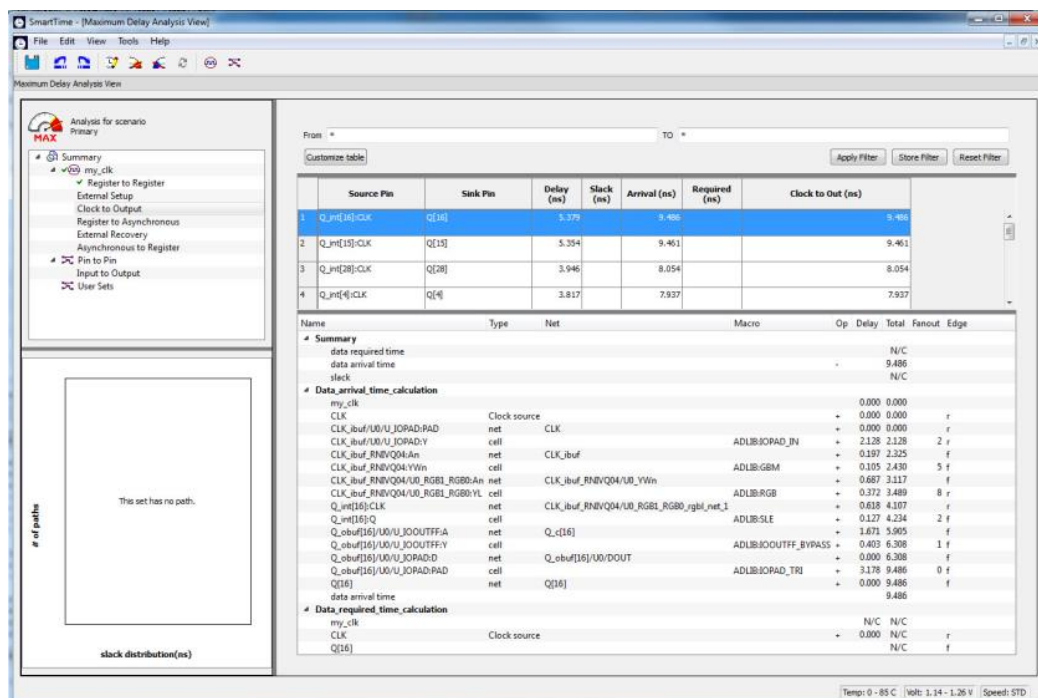 SmartTime - [Maximum Delay Analysis View]
File Edit View Tools Help
Maximum Delay Analysis View
MAX
Analysis for scenario
Primary
Summary
my_clk
Register to Register
External Setup
Clock to Output
Register to Asynchronous
External Recovery
Asynchronous to Register
Pin to Pin
Input to Output
User Sets
# of paths
This set has no path.
slack distribution(ns)
From * TO *
Customize table Apply Filter Store Filter Reset Filter
Source Pin Sink Pin Delay (ns) Slack (ns) Arrival (ns) Required (ns) Clock to Out (ns)
1 Q_int[16]:CLK Q[16] 5.379 9.486 9.486
2 Q_int[15]:CLK Q[15] 5.354 9.461 9.461
3 Q_int[28]:CLK Q[28] 3.946 8.054 8.054
4 Q_int[4]:CLK Q[4] 3.817 7.937 7.937
Name Type Net Macro Op Delay Total Fanout Edge
Summary
data required time N/C
data arrival time - 9.486
slack N/C
Data_arrival_time_calculation
my_clk 0.000 0.000
CLK Clock source + 0.000 0.000 r
CLK_ibuf/U0/U_IOPAD:PAD net CLK + 0.000 0.000 r
CLK_ibuf/U0/U_IOPAD:Y cell ADLIB:IOPAD_IN + 2.128 2.128 2 r
CLK_ibuf_RNIVQ04:An net CLK_ibuf + 0.197 2.325 f
CLK_ibuf_RNIVQ04:YWn cell ADLIB:GBM + 0.105 2.430 5 f
CLK_ibuf_RNIVQ04/U0_RGB1_RGB0:An net CLK_ibuf_RNIVQ04/U0_YWn + 0.687 3.117 f
CLK_ibuf_RNIVQ04/U0_RGB1_RGB0:YL cell ADLIB:RGB + 0.372 3.489 8 r
Q_int[16]:CLK net CLK_ibuf_RNIVQ04/U0_RGB1_RGB0_rgbl_net_1 + 0.618 4.107 r
Q_int[16]:Q cell ADLIB:SLE + 0.127 4.234 2 f
Q_obuf[16]/U0/U_IOOUTFF:A net Q_c[16] + 1.671 5.905 f
Q_obuf[16]/U0/U_IOOUTFF:Y cell ADLIB:IOOUTFF_BYPASS + 0.403 6.308 1 f
Q_obuf[16]/U0/U_IOPAD:D net Q_obuf[16]/U0/DOUT + 0.000 6.308 f
Q_obuf[16]/U0/U_IOPAD:PAD cell ADLIB:IOPAD_TRI + 3.178 9.486 0 f
Q[16] net Q[16] + 0.000 9.486 f
data arrival time 9.486
Data_required_time_calculation
my_clk N/C N/C
CLK Clock source + 0.000 N/C r
Q[16] N/C f
Temp: 0 - 85 C Volt: 1.14 - 1.26 V Speed: STD